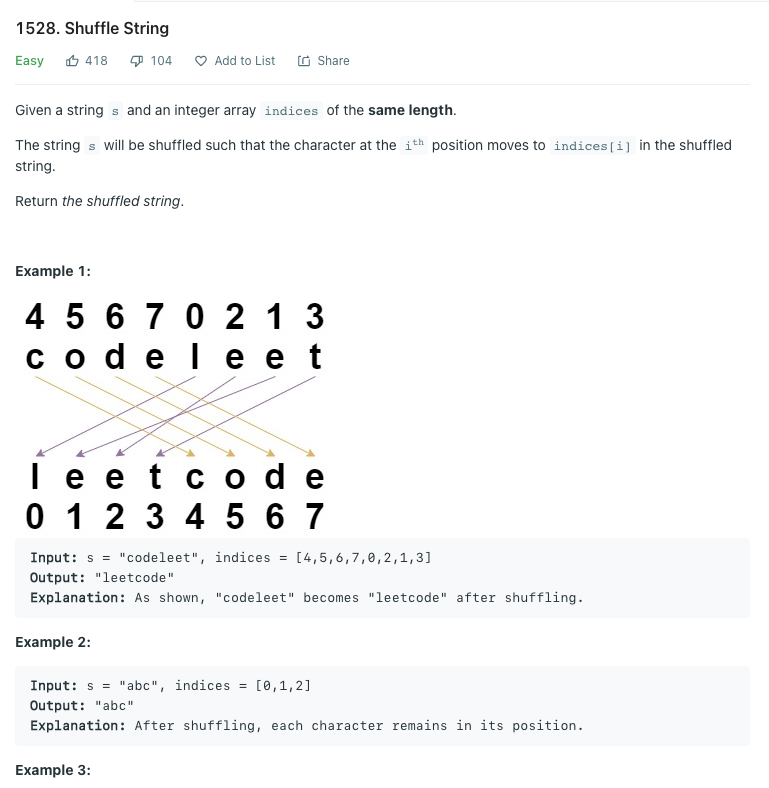 1528. Shuffle String
Easy 418 104 Add to List Share
Given a string s and an integer array indices of the same length.
The string s will be shuffled such that the character at the ith position moves to indices[i] in the shuffled
string.
Return the shuffled string.
Example 1:
4 5 6 7 0 2 1 3
c o d e l e e t
l e e t c o d e
0 1 2 3 4 5 6 7
Input: s = "codeleet", indices = [4,5,6,7,0,2,1,3]
Output: "leetcode"
Explanation: As shown, "codeleet" becomes "leetcode" after shuffling.
Example 2:
Input: s = "abc", indices = [0,1,2]
Output: "abc"
Explanation: After shuffling, each character remains in its position.
Example 3: